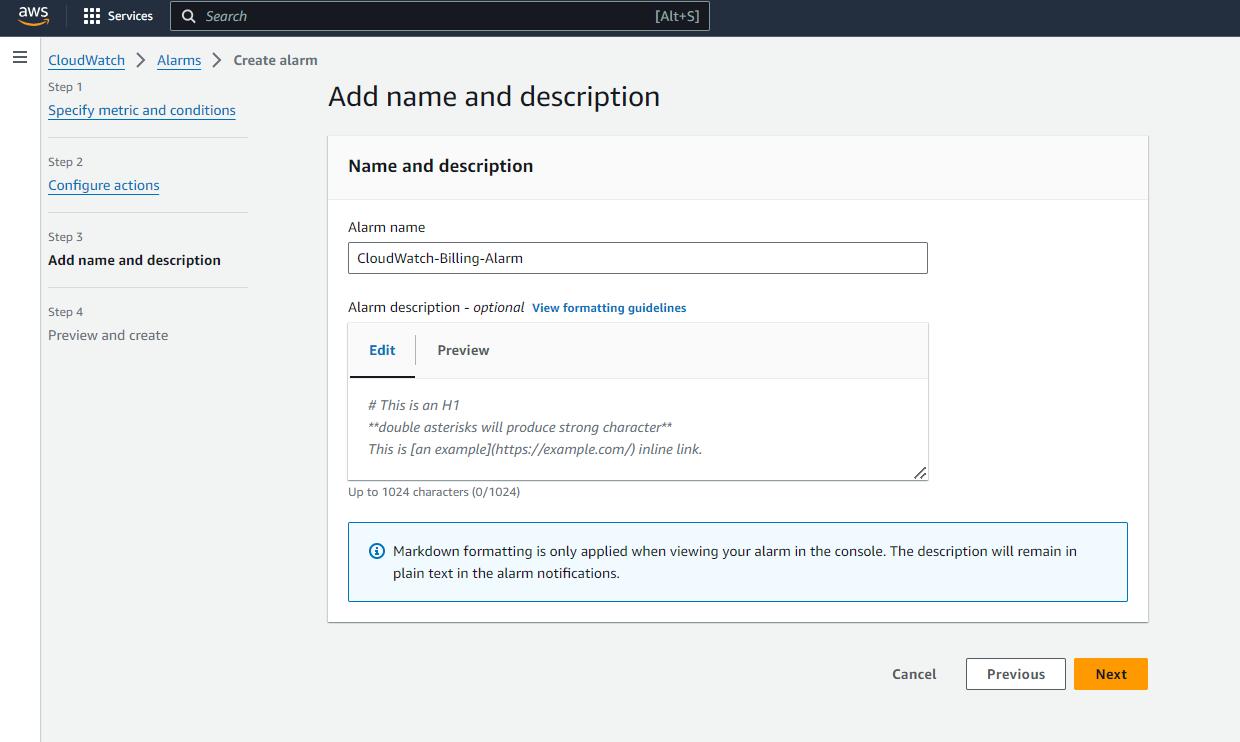 aws
Services
Search
[Alt+S]
CloudWatch
Alarms
Create alarm
Step 1
Specify metric and conditions
Step 2
Configure actions
Step 3
Add name and description
Step 4
Preview and create
Add name and description
Name and description
Alarm name
CloudWatch-Billing-Alarm
Alarm description - optional View formatting guidelines
Edit
Preview
# This is an H1
**double asterisks will produce strong character**
This is [an example](https://example.com/) inline link.
Up to 1024 characters (0/1024)
Markdown formatting is only applied when viewing your alarm in the console. The description will remain in
plain text in the alarm notifications.
Cancel
Previous
Next